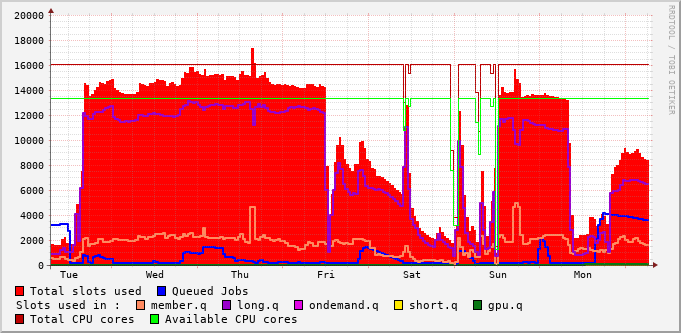 20000
18000
16000
14000
12000
10000
8000
6000
4000
2000
0
Tue Wed Thu Fri Sat Sun Mon
Total slots used Queued Jobs
Slots used in : member.q long.q ondemand.q short.q gpu.q
Total CPU cores Available CPU cores
RRDTOOL / TOBI OETIKER